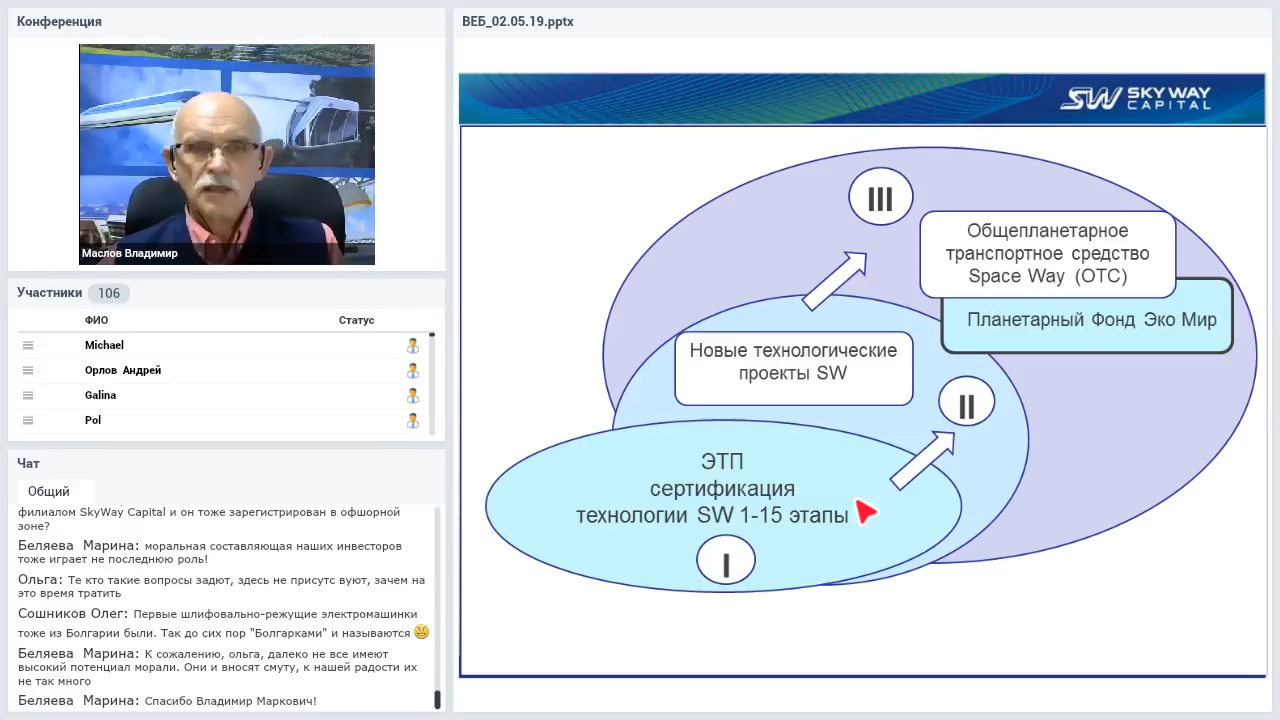 Конференция
Маслов Владимир
Участники 106
ФИО Статус
Michael
Орлов Андрей
Galina
Pol
Чат
Общий
филиалом SkyWay Capital и он тоже зарегистрирован в офшорной
зоне?
Беляева Марина: моральная составляющая наших инвесторов
тоже играет не последнюю роль!
Ольга: Те кто такие вопросы задют, здесь не присутс вуют, зачем на
это время тратить
Сошников Олег: Первые шлифовально-режущие электромашинки
тоже из Болгарии были. Так до сих пор "Болгарками" и называются
Беляева Марина: К сожалению, ольга, далеко не все имеют
высокий потенциал морали. Они и вносят смуту, к нашей радости их
не так много
Беляева Марина: Спасибо Владимир Маркович!
ВЕБ_02.05.19.pptx
SW SKY WAY
CAPITAL
III
Общепланетарное
транспортное средство
Space Way (ОТС)
Планетарный Фонд Эко Мир
Новые технологические
проекты SW
II
ЭТП
сертификация
технологии SW 1-15 этапы
I